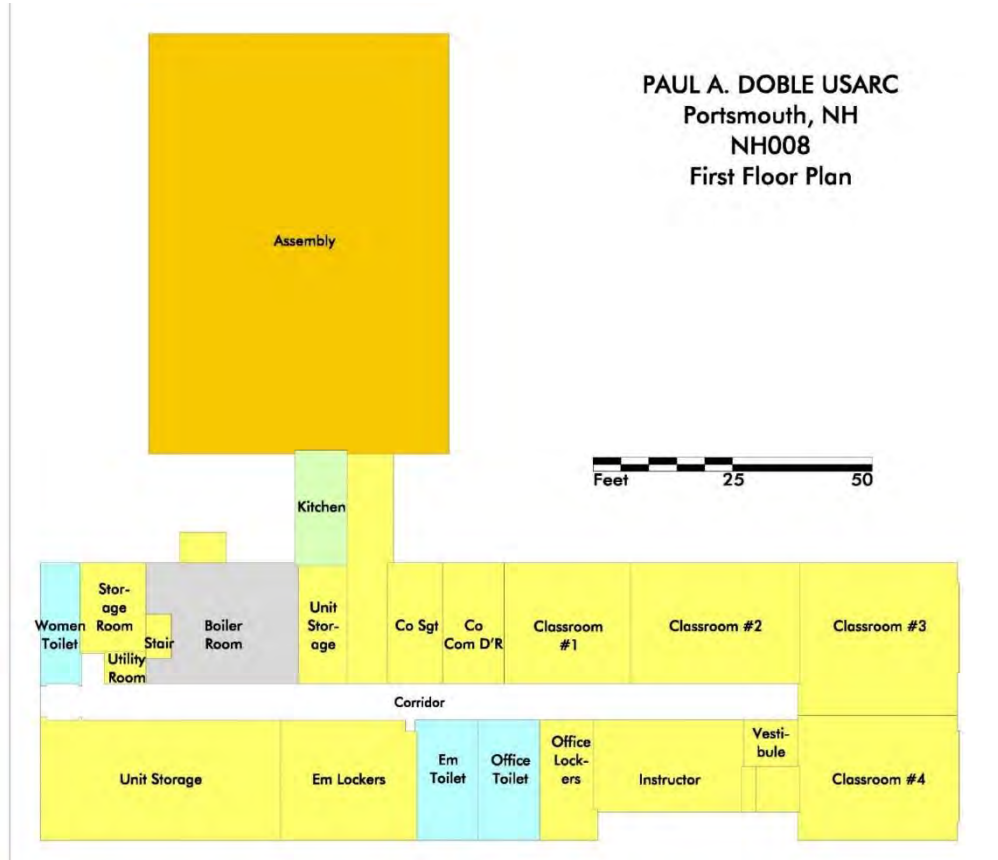 PAUL A. DOBLE USARC
Portsmouth, NH
NH008
First Floor Plan
Assembly
Feet 25 50
Kitchen
Women
Toilet
Stor-
age
Room
Stair
Utility
Room
Boiler
Room
Unit
Stor-
age
Co Sgt
Co
Com D'R
Classroom
#1
Classroom #2
Classroom #3
Corridor
Unit Storage
Em Lockers
Em
Toilet
Office
Toilet
Office
Lock-
ers
Instructor
Vesti-
bule
Classroom #4